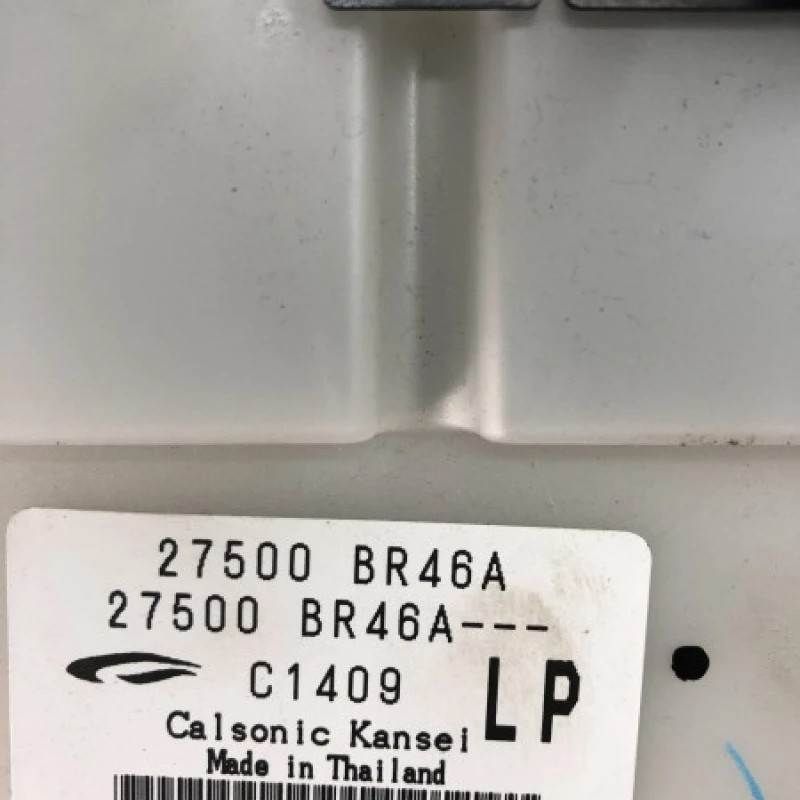 27500 BR46A
27500 BR46A---
C1409
LP
Calsonic Kansei
Made in Thailand